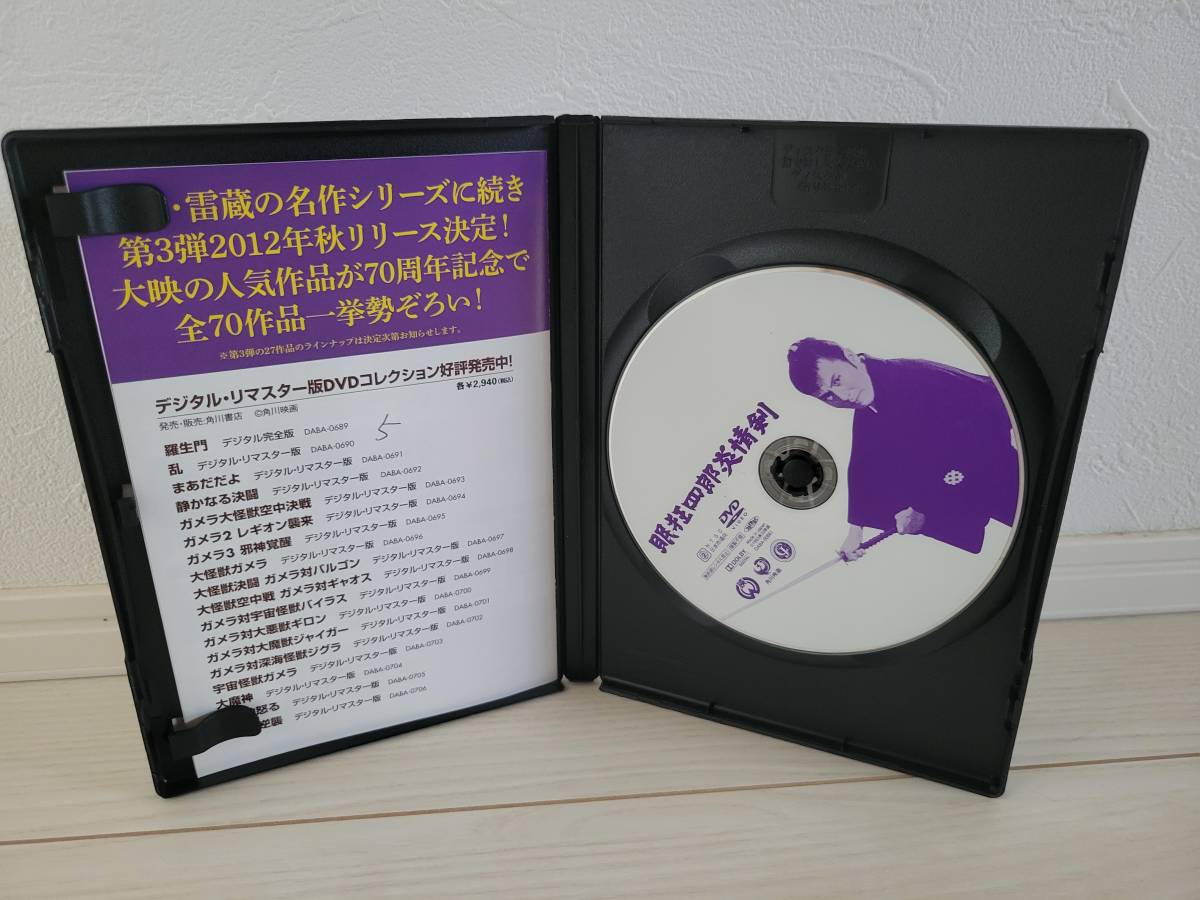 ・雷蔵の名作シリーズに続き
第3弾2012年秋リリース決定!
大映の人気作品が70周年記念で
全70作品一挙勢ぞろい!
※第3弾の27作品のラインナップは決定次第お知らせします。
デジタル・リマスター版DVDコレクション好評発売中!
各¥2,940(税込)
発売・販売:角川書店 ©角川映画
羅生門 デジタル完全版 DABA-0689
5
乱 デジタル・リマスター版 DABA-0690
まあだだよ デジタル・リマスター版 DABA-0691
静かなる決闘 デジタル・リマスター版 DABA-0692
ガメラ大怪獣空中決戦 デジタル・リマスター版 DABA-0693
ガメラ2 レギオン襲来 デジタル・リマスター版 DABA-0694
ガメラ3 邪神覚醒 デジタル・リマスター版 DABA-0695
大怪獣ガメラ デジタル・リマスター版 DABA-0696
大怪獣決闘 ガメラ対バルゴン デジタル・リマスター版 DABA-0697
大怪獣空中戦 ガメラ対ギャオス デジタル・リマスター版 DABA-0698
ガメラ対宇宙怪獣バイラス デジタル・リマスター版 DABA-0699
ガメラ対大悪獣ギロン デジタル・リマスター版 DABA-0700
ガメラ対大魔獣ジャイガー デジタル・リマスター版 DABA-0701
ガメラ対深海怪獣ジグラ デジタル・リマスター版 DABA-0702
宇宙怪獣ガメラ デジタル・リマスター版 DABA-0703
大魔神 デジタル・リマスター版 DABA-0704
怒る デジタル・リマスター版 DABA-0705
逆襲 デジタル・リマスター版 DABA-0706
眠狂四郎炎情剣
DVD
VIDEO
NTSC
DOLBY
角川映画